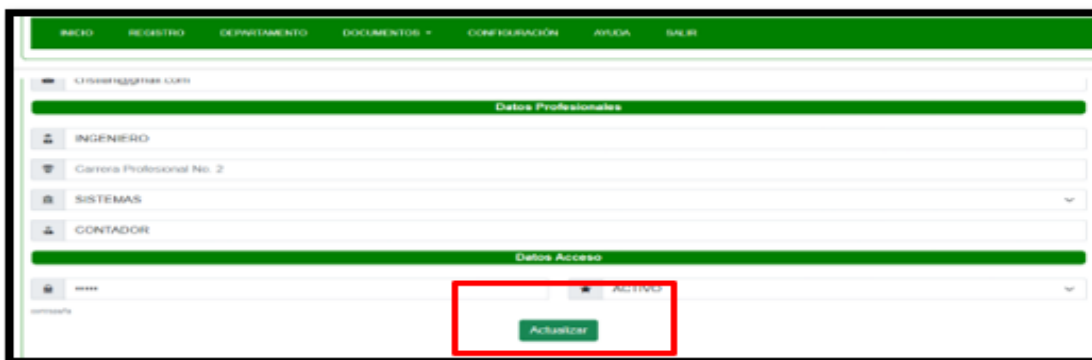 INICIO REGISTRO DEPARTAMENTO DOCUMENTOS CONFIGURACIÓN AYUDA SALIR
Datos Profesionales
INGENIERO
Carrera Profesional No. 2
SISTEMAS
CONTADOR
Datos Acceso
••••• ACTIVO
contraseña
Actualizar